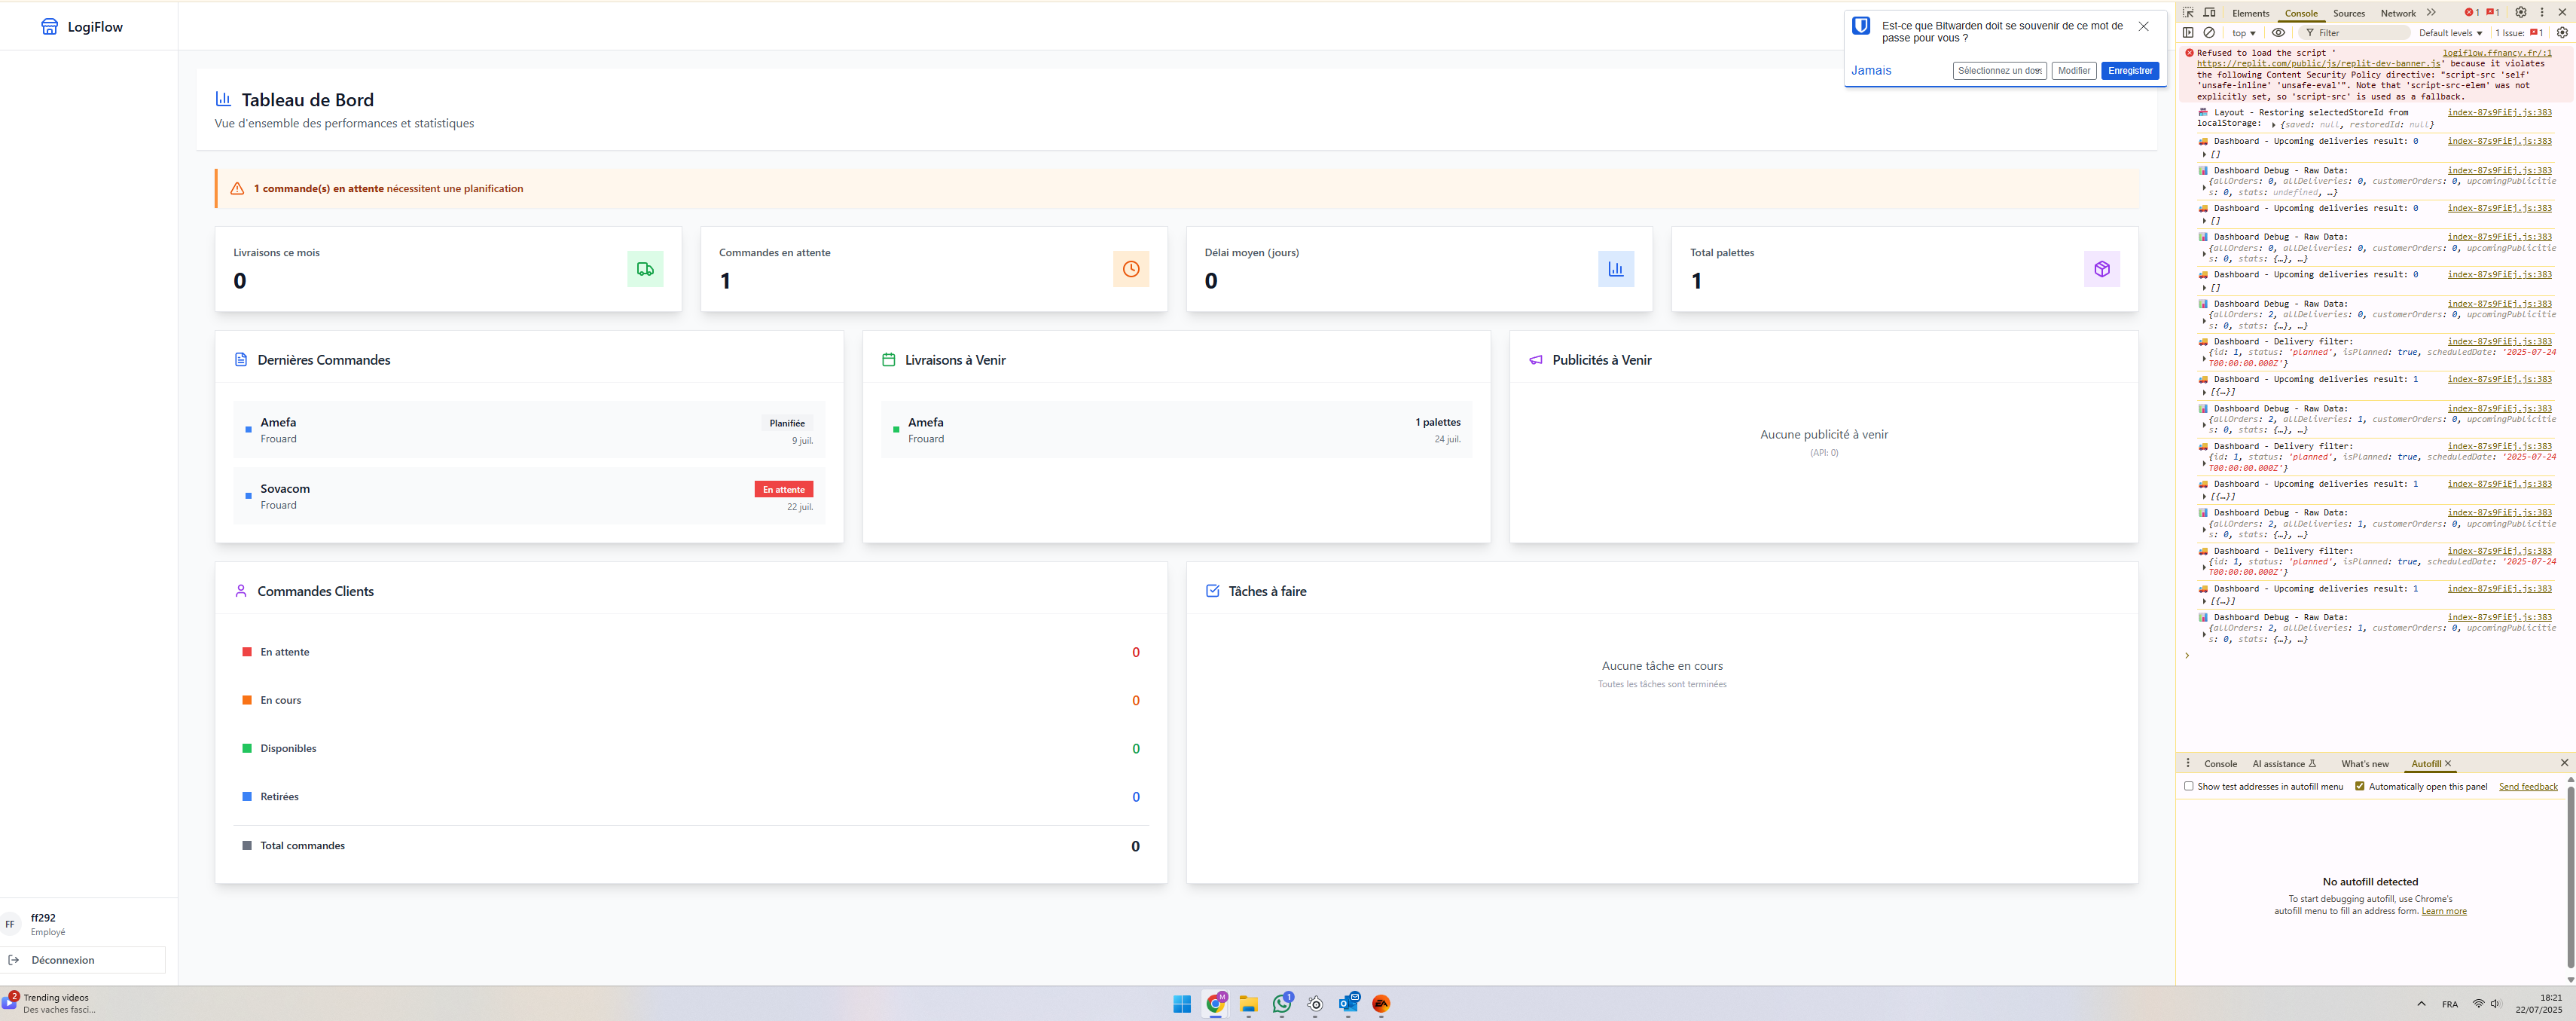 LogiFlow
Tableau de Bord
Vue d'ensemble des performances et statistiques
1 commande(s) en attente nécessitent une planification
Livraisons ce mois
0
Commandes en attente
1
Délai moyen (jours)
0
Total palettes
1
Dernières Commandes
Amefa
Planifiée
Frouard
9 juil.
Sovacom
En attente
Frouard
22 juil.
Livraisons à Venir
Amefa
1 palettes
Frouard
24 juil.
Publicités à Venir
Aucune publicité à venir
(API: 0)
Commandes Clients
En attente
0
En cours
0
Disponibles
0
Retirées
0
Total commandes
0
Tâches à faire
Aucune tâche en cours
Toutes les tâches sont terminées
FF
ff292
Employé
Déconnexion
Est-ce que Bitwarden doit se souvenir de ce mot de
passe pour vous ?
Jamais
Sélectionnez un dos
Modifier
Enregistrer
Elements
Console
Sources
Network
1
1
top
Filter
Default levels
1 Issue:
1
Refused to load the script '
logiflow.ffnancy.fr/:1
https://replit.com/public/js/replit-dev-banner.js' because it violates
the following Content Security Policy directive: "script-src 'self'
'unsafe-inline' 'unsafe-eval'". Note that 'script-src-elem' was not
explicitly set, so 'script-src' is used as a fallback.
Layout - Restoring selectedStoreId from
index-87s9FiEj.js:383
localStorage: {saved: null, restoredId: null}
Dashboard - Upcoming deliveries result: 0
index-87s9FiEj.js:383
[]
Dashboard Debug - Raw Data:
index-87s9FiEj.js:383
{allOrders: 0, allDeliveries: 0, customerOrders: 0, upcomingPublicitie
s: 0, stats: undefined, …}
Dashboard - Upcoming deliveries result: 0
index-87s9FiEj.js:383
[]
Dashboard Debug - Raw Data:
index-87s9FiEj.js:383
{allOrders: 0, allDeliveries: 0, customerOrders: 0, upcomingPublicitie
s: 0, stats: {…}, …}
Dashboard - Upcoming deliveries result: 0
index-87s9FiEj.js:383
[]
Dashboard Debug - Raw Data:
index-87s9FiEj.js:383
{allOrders: 2, allDeliveries: 0, customerOrders: 0, upcomingPublicitie
s: 0, stats: {…}, …}
Dashboard - Delivery filter:
index-87s9FiEj.js:383
{id: 1, status: 'planned', isPlanned: true, scheduledDate: '2025-07-24
T00:00:00.000Z'}
Dashboard - Upcoming deliveries result: 1
index-87s9FiEj.js:383
[{…}]
Dashboard Debug - Raw Data:
index-87s9FiEj.js:383
{allOrders: 2, allDeliveries: 1, customerOrders: 0, upcomingPublicitie
s: 0, stats: {…}, …}
Dashboard - Delivery filter:
index-87s9FiEj.js:383
{id: 1, status: 'planned', isPlanned: true, scheduledDate: '2025-07-24
T00:00:00.000Z'}
Dashboard - Upcoming deliveries result: 1
index-87s9FiEj.js:383
[{…}]
Dashboard Debug - Raw Data:
index-87s9FiEj.js:383
{allOrders: 2, allDeliveries: 1, customerOrders: 0, upcomingPublicitie
s: 0, stats: {…}, …}
Dashboard - Delivery filter:
index-87s9FiEj.js:383
{id: 1, status: 'planned', isPlanned: true, scheduledDate: '2025-07-24
T00:00:00.000Z'}
Dashboard - Upcoming deliveries result: 1
index-87s9FiEj.js:383
[{…}]
Dashboard Debug - Raw Data:
index-87s9FiEj.js:383
{allOrders: 2, allDeliveries: 1, customerOrders: 0, upcomingPublicitie
s: 0, stats: {…}, …}
Console
AI assistance
What's new
Autofill
Show test addresses in autofill menu
Automatically open this panel
Send feedback
No autofill detected
To start debugging autofill, use Chrome's
autofill menu to fill an address form. Learn more
2
Trending videos
Des vaches fasci...
M
1
EA
FRA
18:21
22/07/2025